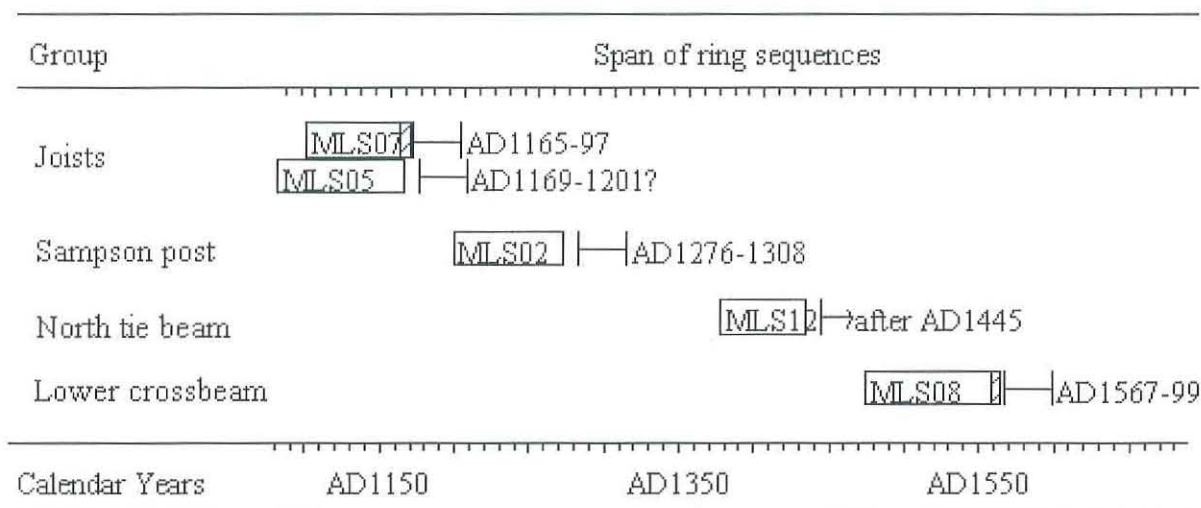 Group Span of ring sequences
Joists MLS07 AD1165-97
MLS05 AD1169-1201?
Sampson post MLS02 AD1276-1308
North tie beam MLS12 after AD1445
Lower crossbeam MLS08 AD1567-99
Calendar Years AD1150 AD1350 AD1550